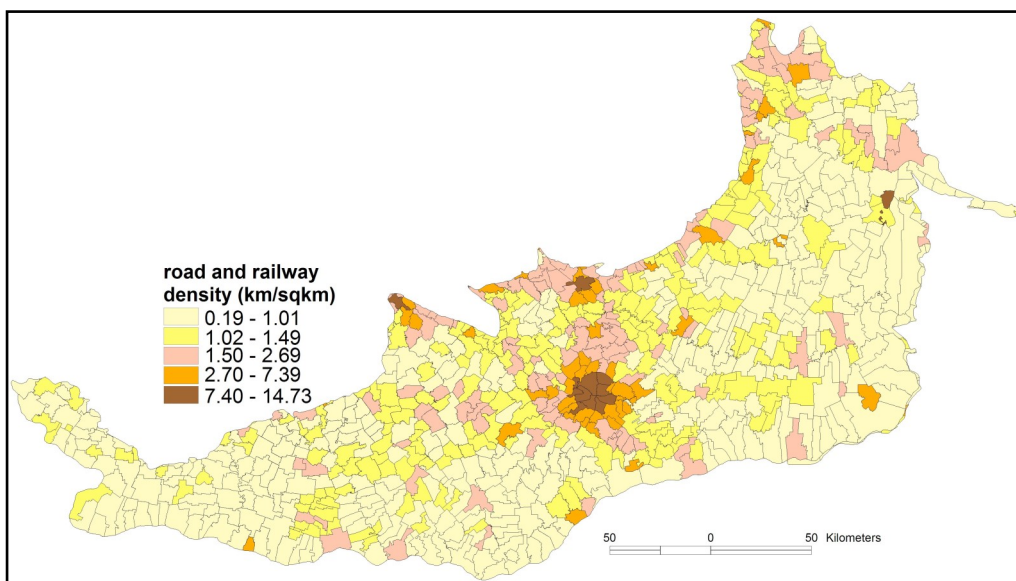 road and railway
density (km/sqkm)
0.19 - 1.01
1.02 - 1.49
1.50 - 2.69
2.70 - 7.39
7.40 - 14.73
50 0 50 Kilometers